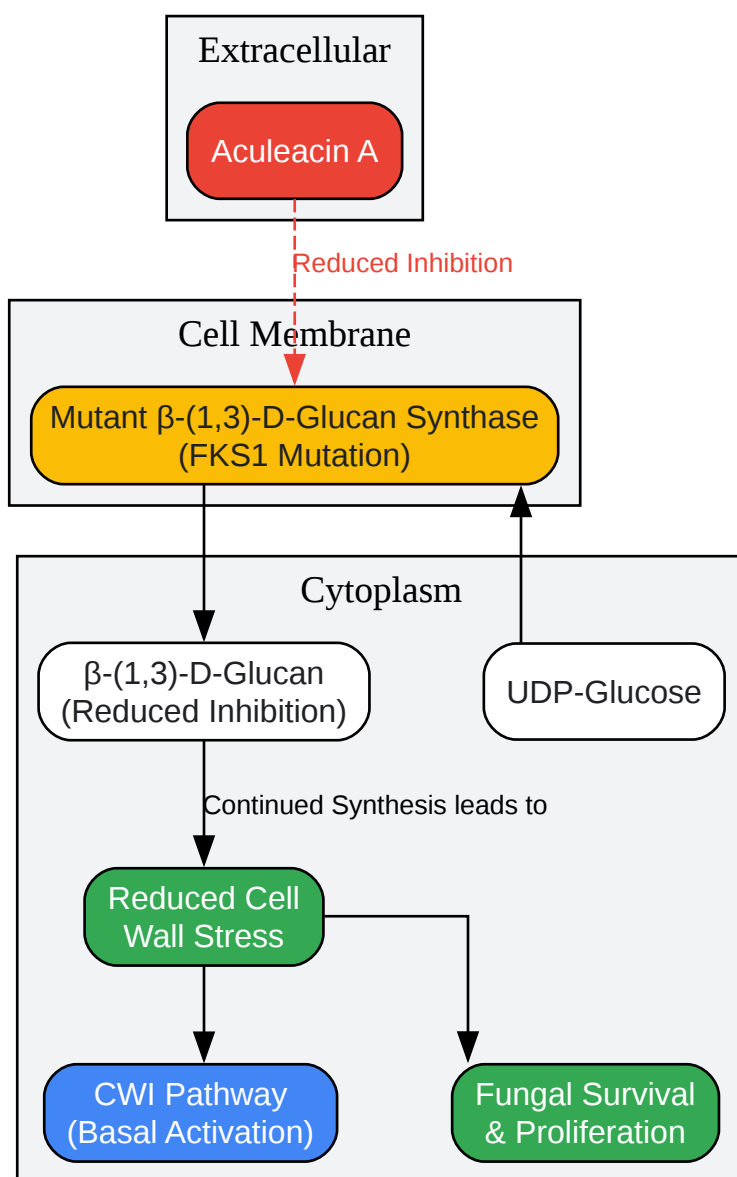 Extracellular
Aculeacin A
Reduced Inhibition
Cell Membrane
Mutant β-(1,3)-D-Glucan Synthase
(FKS1 Mutation)
Cytoplasm
β-(1,3)-D-Glucan
(Reduced Inhibition)
UDP-Glucose
Continued Synthesis leads to
Reduced Cell
Wall Stress
CWI Pathway
(Basal Activation)
Fungal Survival
& Proliferation